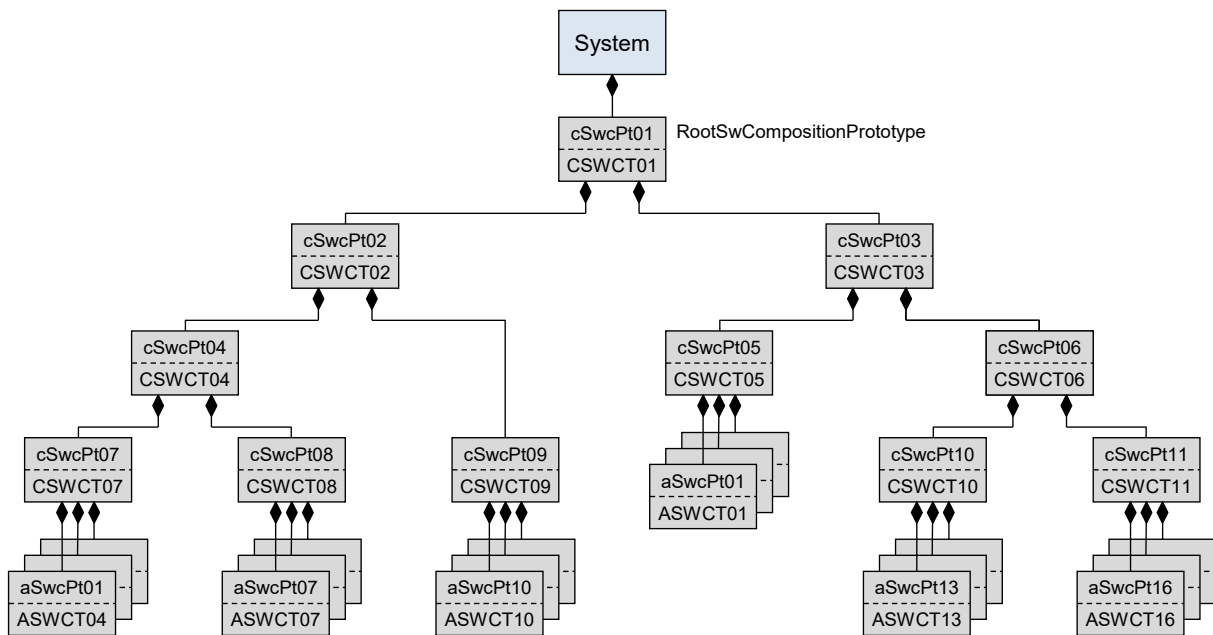 System
cSwcPt01
RootSwCompositionPrototype
CSWCT01
cSwcPt02
CSWCT02
cSwcPt03
CSWCT03
cSwcPt04
CSWCT04
cSwcPt05
CSWCT05
cSwcPt06
CSWCT06
cSwcPt07
CSWCT07
cSwcPt08
CSWCT08
cSwcPt09
CSWCT09
aSwcPt01
ASWCT01
cSwcPt10
CSWCT10
cSwcPt11
CSWCT11
aSwcPt01
ASWCT04
aSwcPt07
ASWCT07
aSwcPt10
ASWCT10
aSwcPt13
ASWCT13
aSwcPt16
ASWCT16